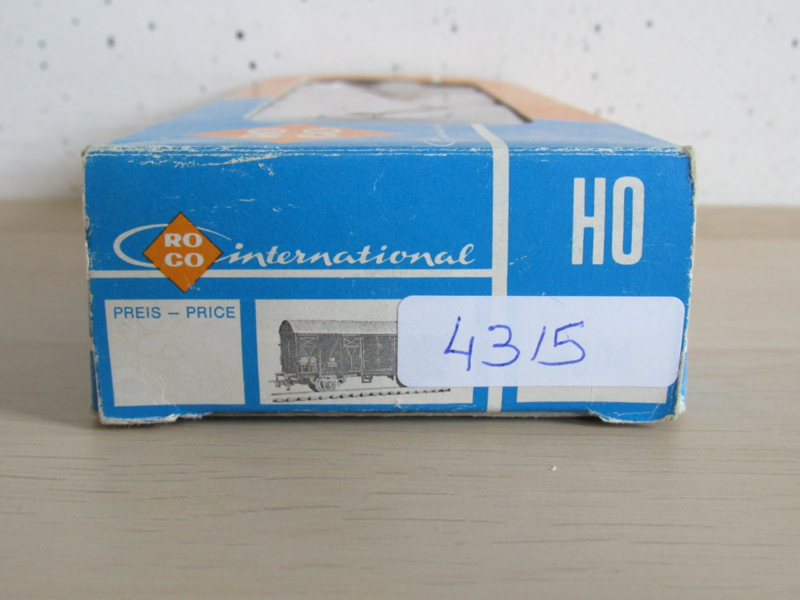 RO
CO
international
HO
PREIS – PRICE
4315